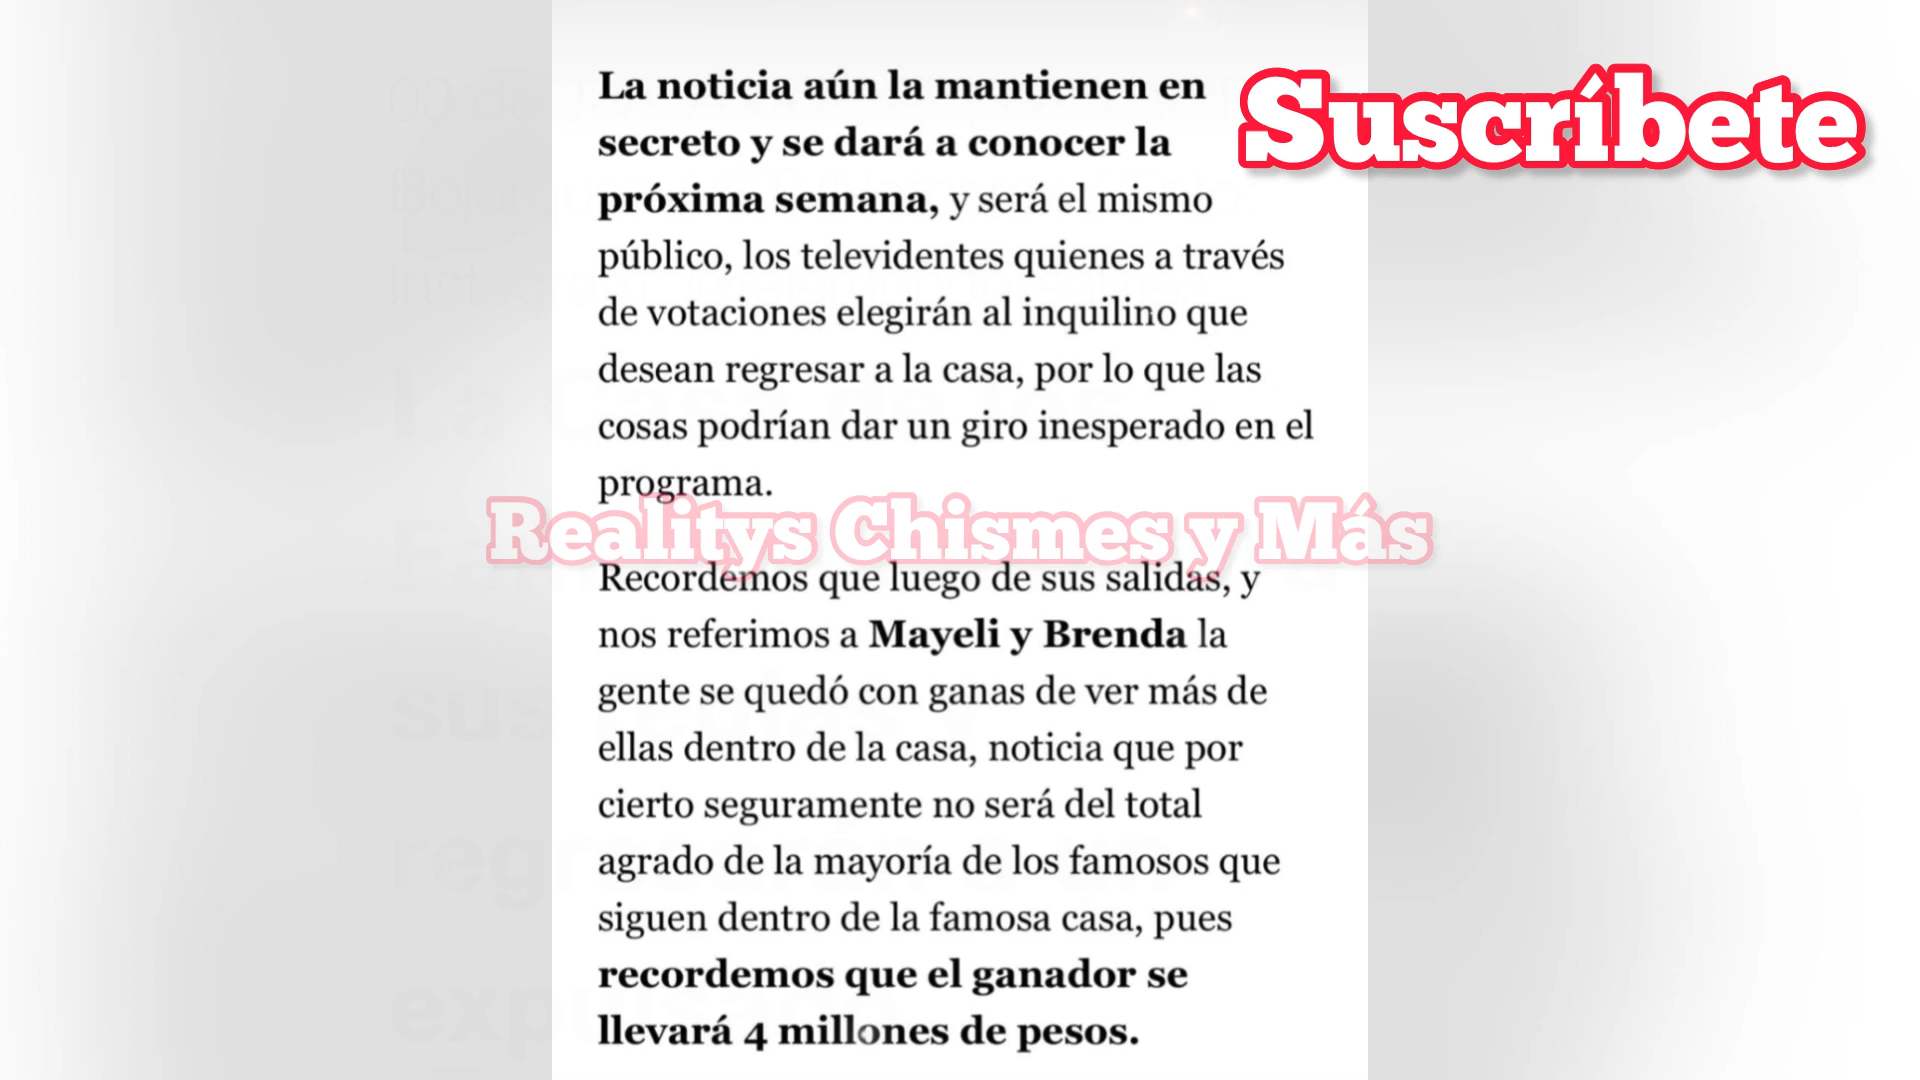 La noticia aún la mantienen en
secreto y se dará a conocer la
próxima semana, y será el mismo
público, los televidentes quienes a través
de votaciones elegirán al inquilino que
desean regresar a la casa, por lo que las
cosas podrían dar un giro inesperado en el
programa.
Suscríbete
Realitys Chismes y Más
Recordemos que luego de sus salidas, y
nos referimos a Mayeli y Brenda la
gente se quedó con ganas de ver más de
ellas dentro de la casa, noticia que por
cierto seguramente no será del total
agrado de la mayoría de los famosos que
siguen dentro de la famosa casa, pues
recordemos que el ganador se
llevará 4 millones de pesos.